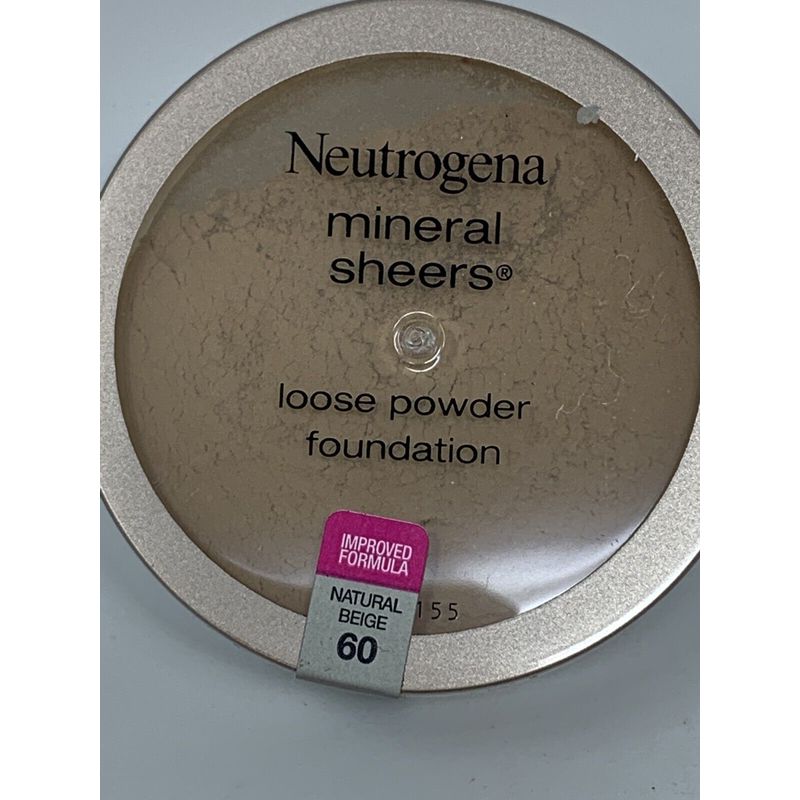 Neutrogena
mineral
sheers®
loose powder
foundation
IMPROVED
FORMULA
NATURAL
BEIGE
60
155